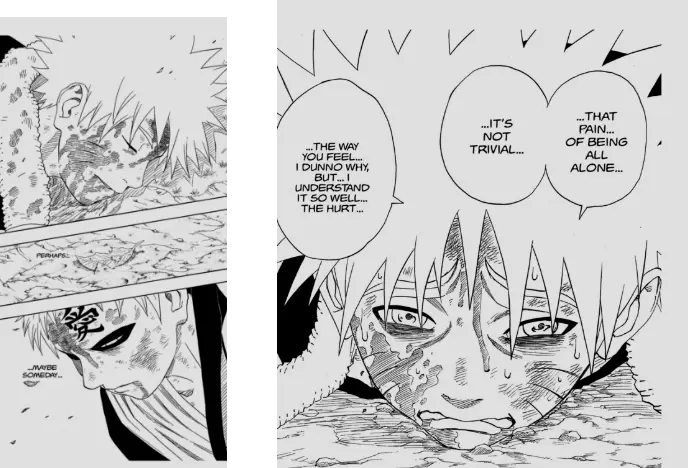 ...THAT
PAIN...
OF BEING
ALL
ALONE...
...IT'S
NOT
TRIVIAL...
...THE WAY
YOU FEEL...
I DUNNO WHY,
BUT... I
UNDERSTAND
IT SO WELL...
THE HURT...
PERHAPS...
...MAYBE
SOMEDAY...